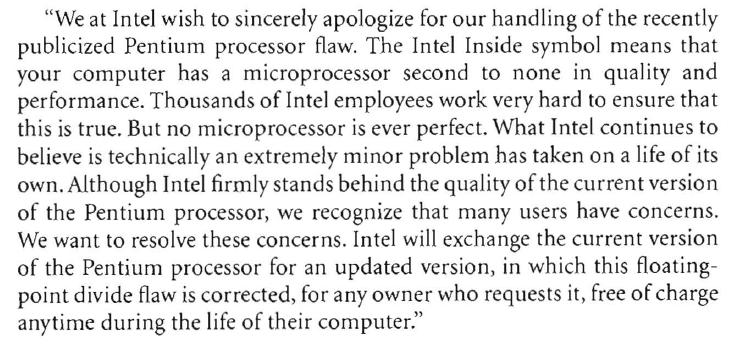 “We at Intel wish to sincerely apologize for our handling of the recently
publicized Pentium processor flaw. The Intel Inside symbol means that
your computer has a microprocessor second to none in quality and
performance. Thousands of Intel employees work very hard to ensure that
this is true. But no microprocessor is ever perfect. What Intel continues to
believe is technically an extremely minor problem has taken on a life of its
own. Although Intel firmly stands behind the quality of the current version
of the Pentium processor, we recognize that many users have concerns.
We want to resolve these concerns. Intel will exchange the current version
of the Pentium processor for an updated version, in which this floating-
point divide flaw is corrected, for any owner who requests it, free of charge
anytime during the life of their computer.”